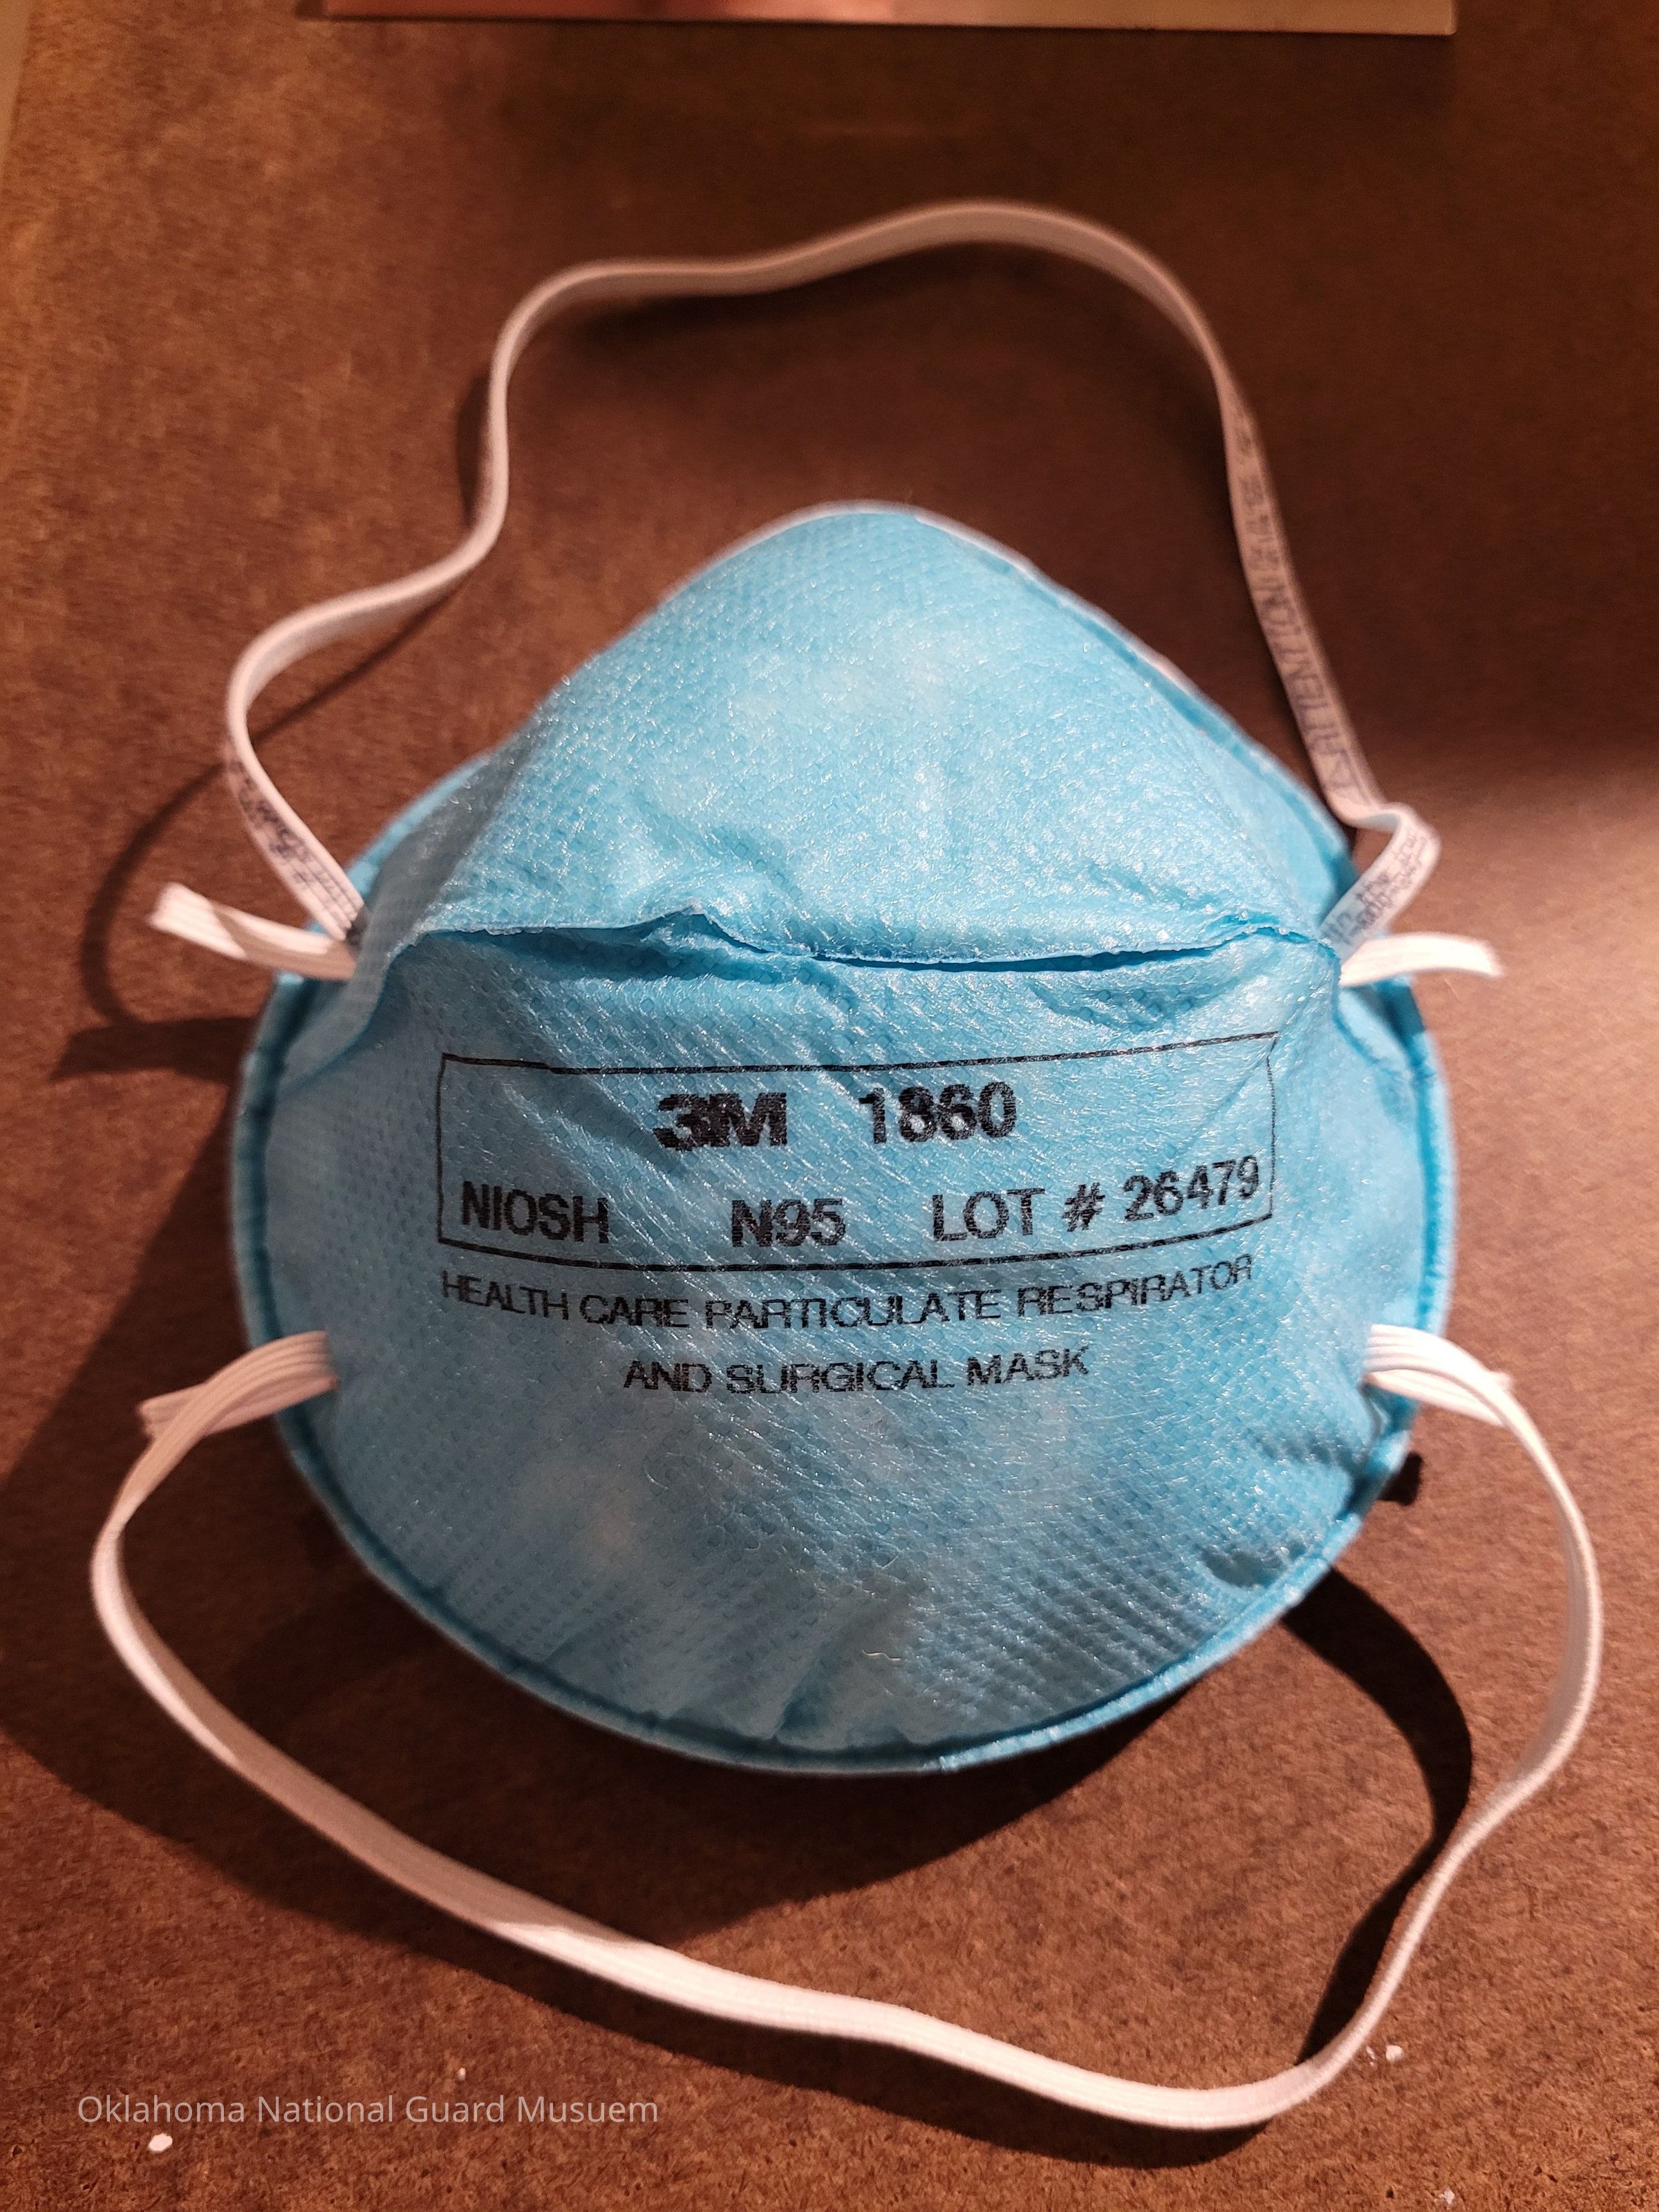 3M 1860
NIOSH N95 LOT # 26479
HEALTH CARE PARTICULATE RESPIRATOR
AND SURGICAL MASK
Oklahoma National Guard Musuem